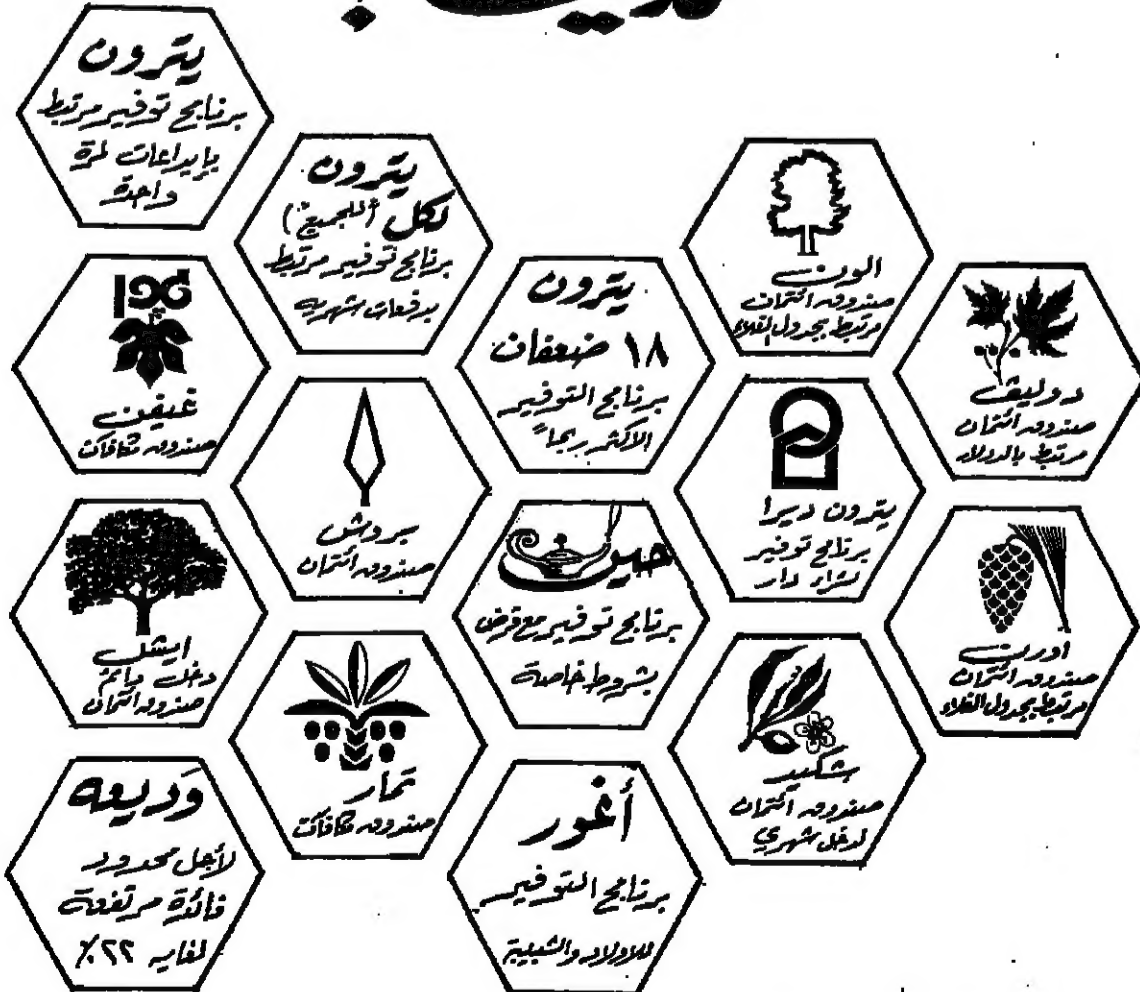 يترون
برنامج توفير مرتبط
بإيداعات لمرة
واحدة
يترون
لكل (للجميع)
برنامج توفير مرتبط
بدفعات شهرية
يترون
١٨ ضعفان
برنامج التوفير
الاكثر ربحاً
الون
صندوق ائتمان
مرتبط بجدول الغلاء
دوليف
صندوق ائتمان
مرتبط بالدولار
גפן
غيفن
صندوق مكافآت
بروش
صندوق ائتمان
يترون ديرا
برنامج توفير
لشراء دار
اورن
صندوق ائتمان
مرتبط بجدول الغلاء
ايشل
دخل دائم
صندوق ائتمان
برنامج توفير مع قرض
بشروط خاصة
تمار
صندوق مكافآت
شكيد
صندوق ائتمان
لدخل شهري
وديعة
لأجل محدود
فائدة مرتفعة
لغاية ٢٢٪
أغور
برنامج التوفير
للاولاد والشبيبة